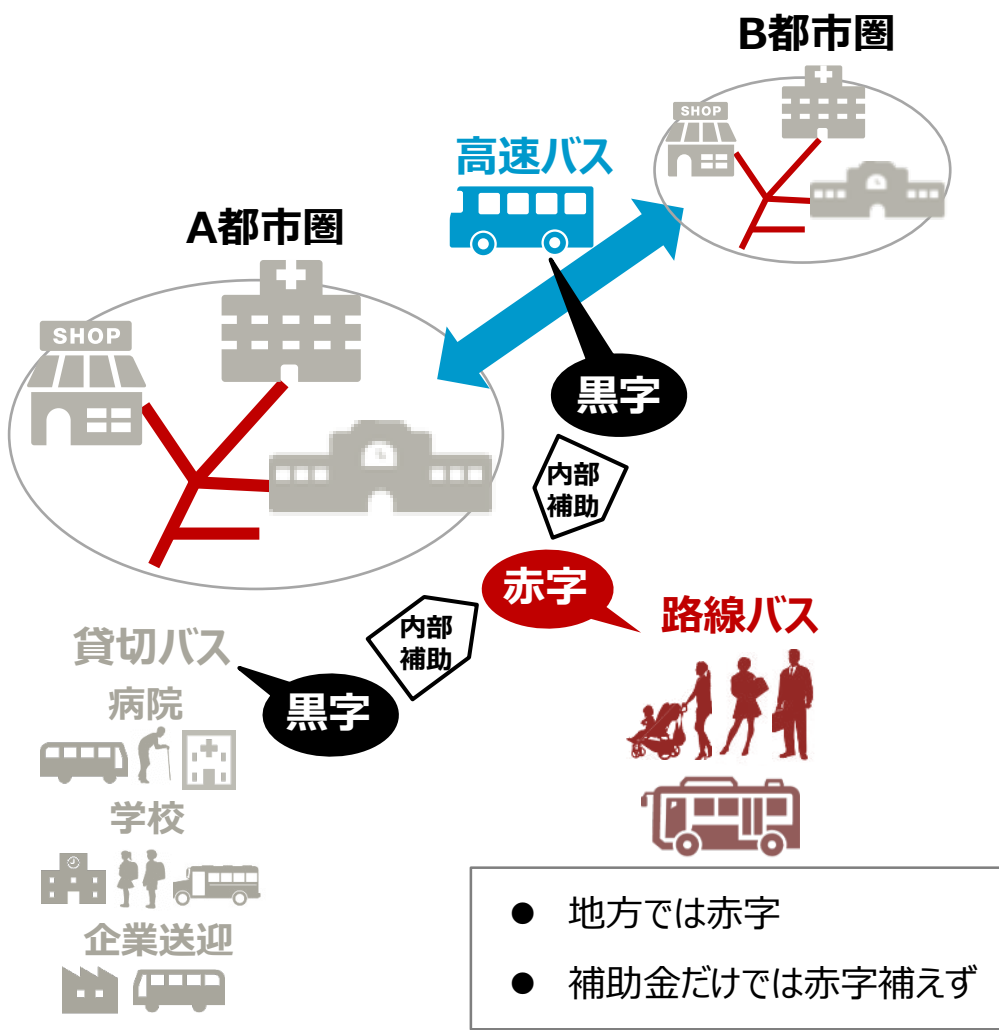 B都市圏
SHOP
高速バス
A都市圏
SHOP
黒字
内部
補助
赤字
路線バス
内部
補助
貸切バス
黒字
病院
学校
企業送迎
● 地方では赤字
● 補助金だけでは赤字補えず